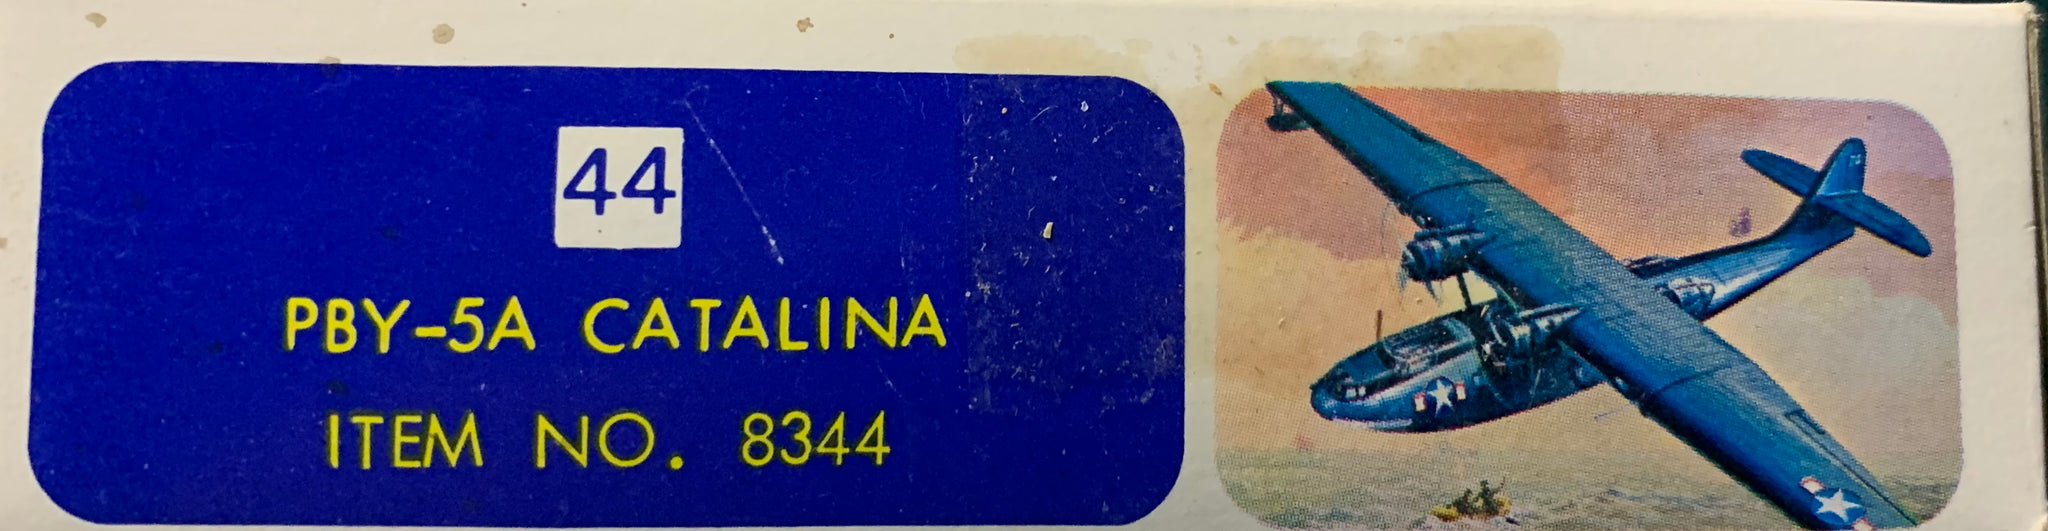 44
PBY-5A CATALINA
ITEM NO. 8344